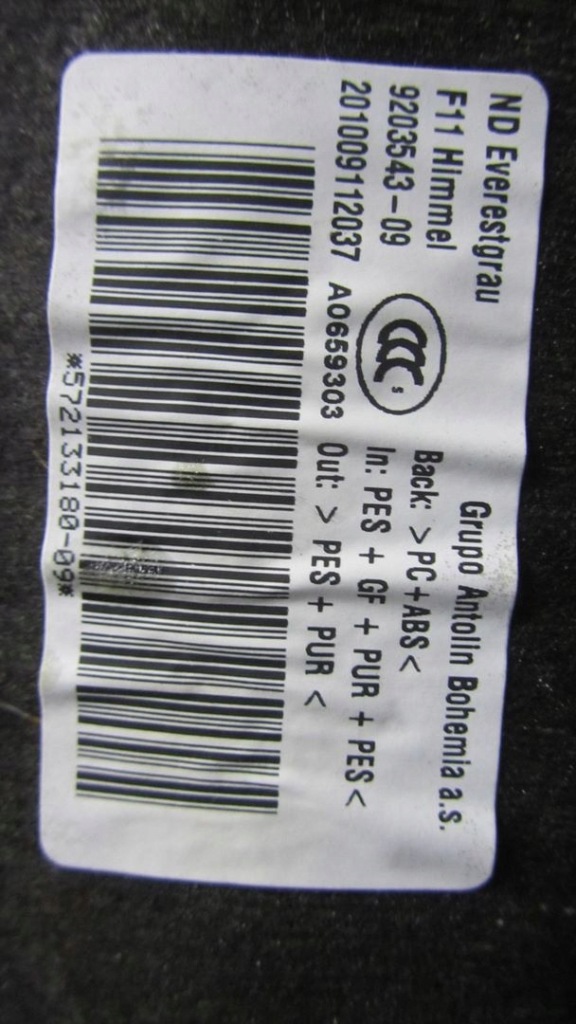 ND Everestgrau
F11 Himmel
9203543-09
201009112037 A0659303
CCC S
Grupo Antolin Bohemia a.s.
Back: >PC+ABS<
In: PES + GF + PUR + PES<
Out: > PES + PUR <
*572133180-09*